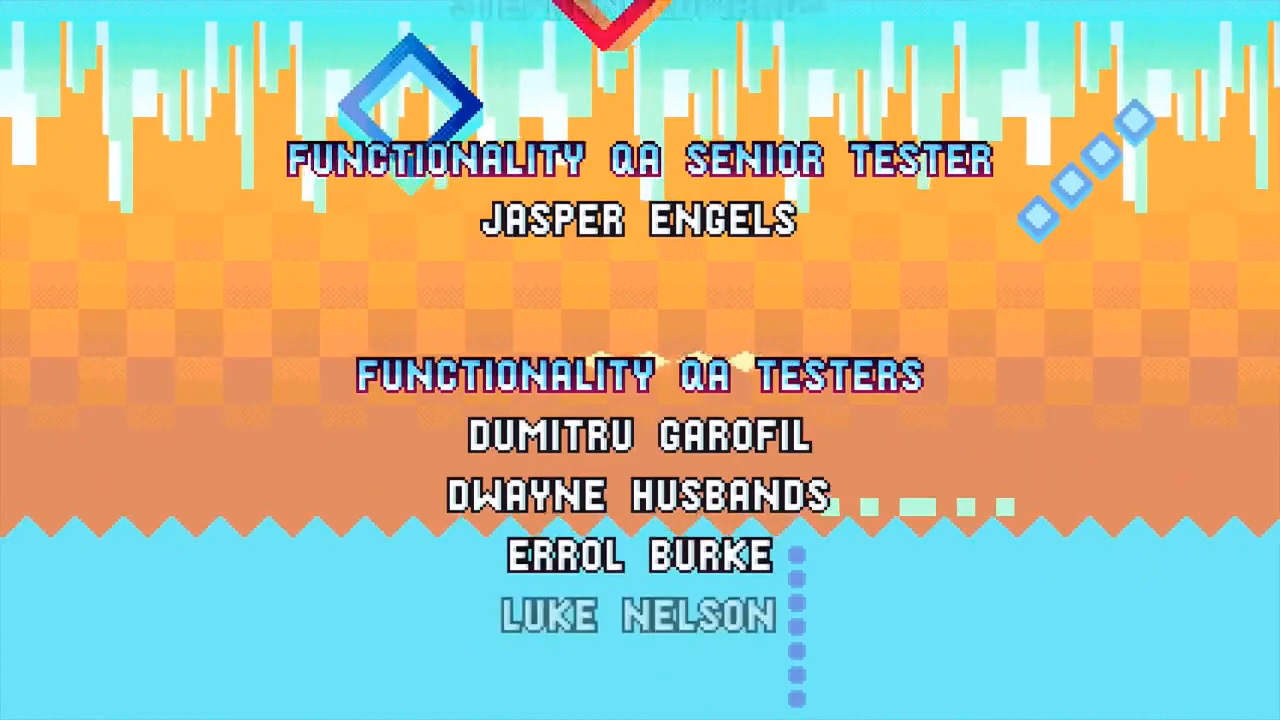 FUNCTIONALITY QA SENIOR TESTER
JASPER ENGELS
FUNCTIONALITY QA TESTERS
DUMITRU GAROFIL
DWAYNE HUSBANDS
ERROL BURKE
LUKE NELSON